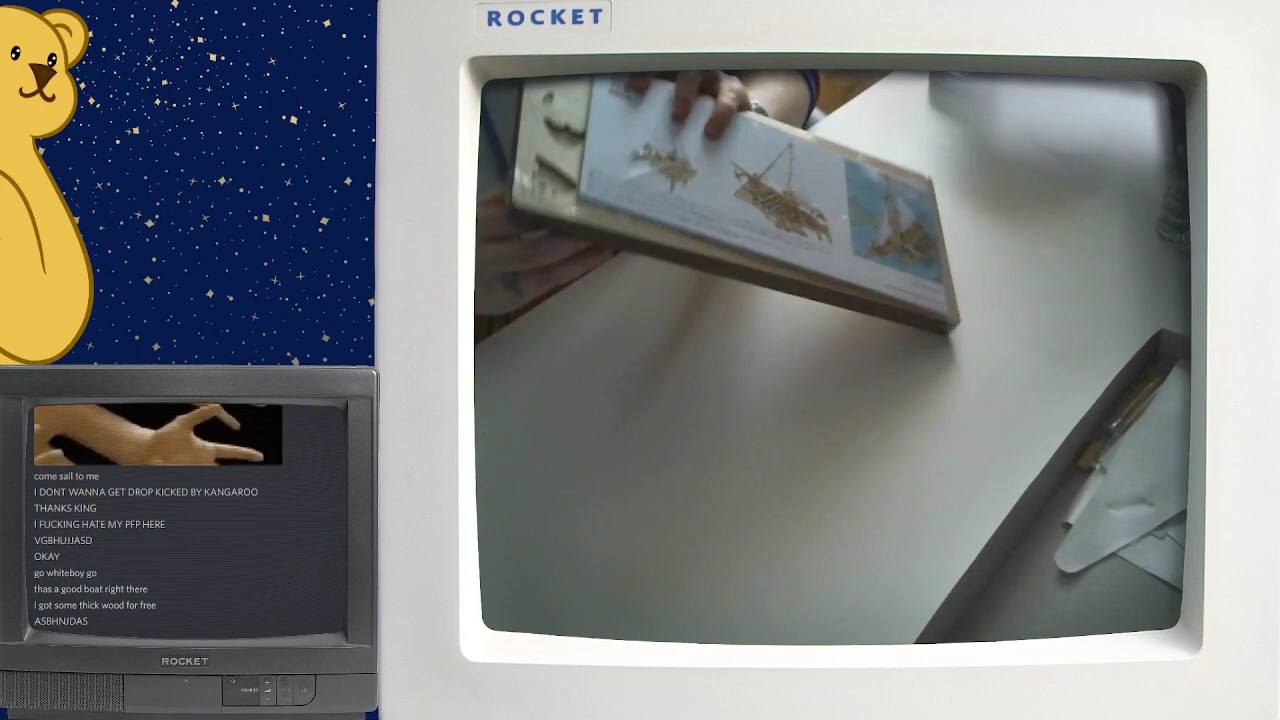 ROCKET
come sail to me
I DONT WANNA GET DROP KICKED BY KANGAROO
THANKS KING
I FUCKING HATE MY PFP HERE
VGBHUJJASD
OKAY
go whiteboy go
thas a good boat right there
i got some thick wood for free
ASBHNJDAS
ROCKET